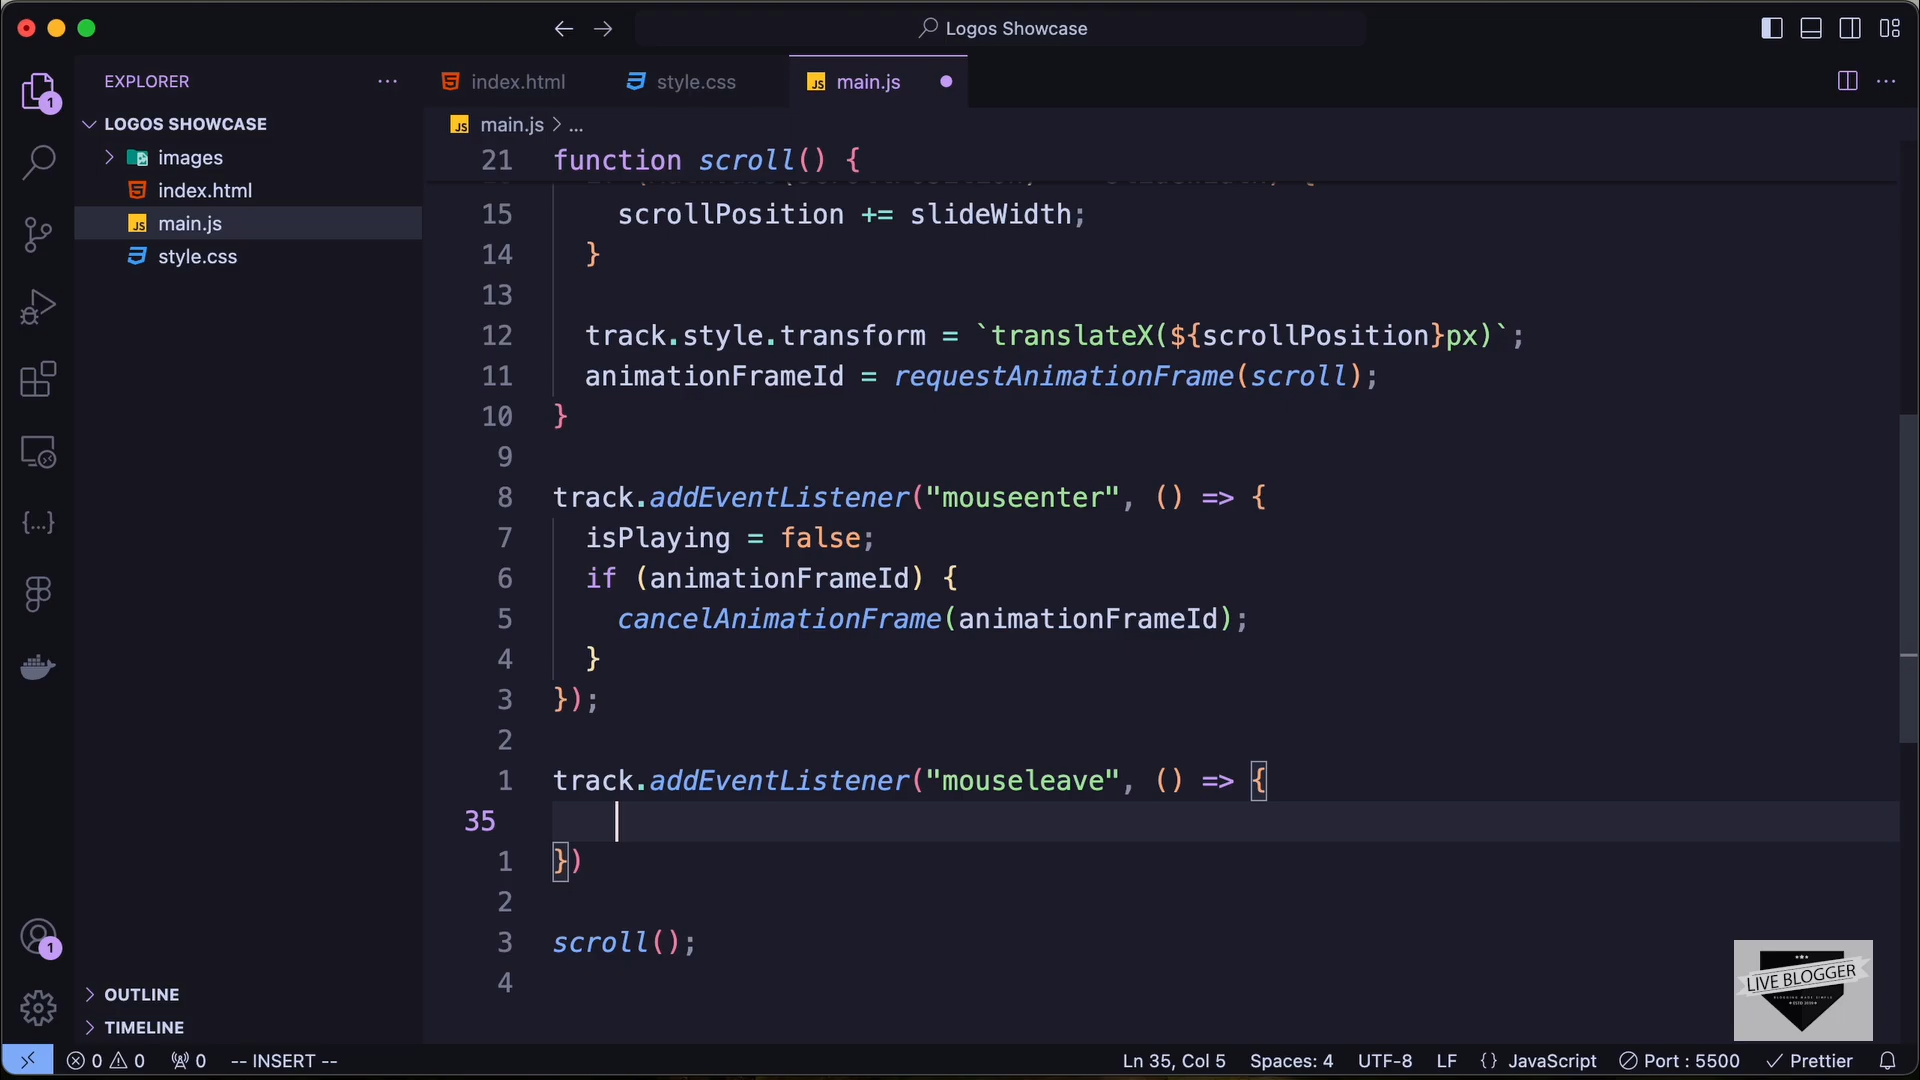 Logos Showcase
EXPLORER
index.html
style.css
main.js
LOGOS SHOWCASE
main.js > ...
images
index.html
main.js
style.css
21 function scroll() {
15 scrollPosition += slideWidth;
14 }
13
12 track.style.transform = `translateX(${scrollPosition}px)`;
11 animationFrameId = requestAnimationFrame(scroll);
10 }
9
8 track.addEventListener("mouseenter", () => {
7 isPlaying = false;
6 if (animationFrameId) {
5 cancelAnimationFrame(animationFrameId);
4 }
3 });
2
1 track.addEventListener("mouseleave", () => {
35
1 })
2
3 scroll();
4
1
1
OUTLINE
TIMELINE
LIVE BLOGGER
0 0 0 -- INSERT --
Ln 35, Col 5 Spaces: 4 UTF-8 LF {} JavaScript Port : 5500 Prettier